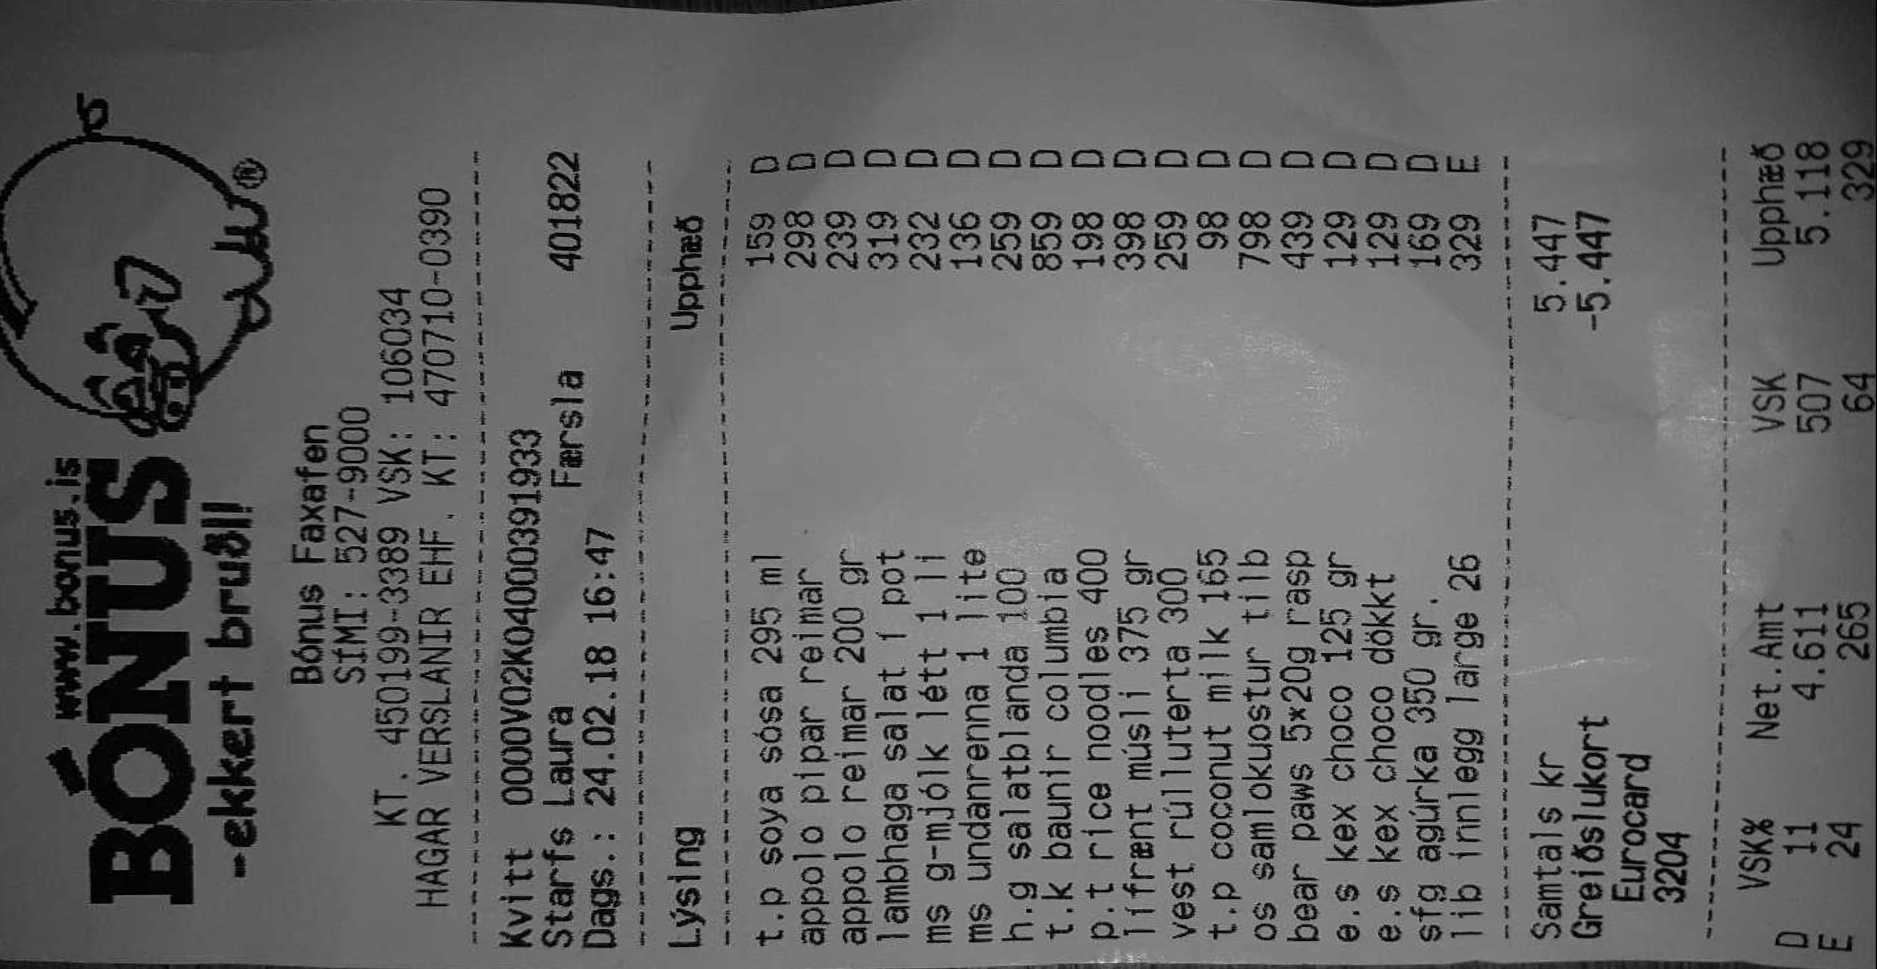 www.bonus.is
BÓNUS®
-ekkert bruðl!
Bónus Faxafen
SÍMI: 527-9000
KT. 450199-3389 VSK: 106034
HAGAR VERSLANIR EHF. KT: 470710-0390
Kvitt 0000V02K0400391933
Starfs Laura
Dags.: 24.02.18 16:47 Færsla 401822
Lýsing Upphæð
t.p soya sósa 295 ml 159 D
appolo pipar reimar 298 D
appolo reimar 200 gr 239 D
lambhaga salat 1 pot 319 D
ms g-mjólk létt 1 li 232 D
ms undanrenna 1 lite 136 D
h.g salatblanda 100 259 D
t.k baunir columbia 859 D
p.t rice noodles 400 198 D
lífrænt músli 375 gr 398 D
vest rúlluterta 300 259 D
t.p coconut milk 165 98 D
os samlokuostur tilb 798 D
bear paws 5x20g rasp 439 D
e.s kex choco 125 gr 129 D
e.s kex choco dökkt 129 D
sfg agúrka 350 gr. 169 D
lib innlegg large 26 329 E
Samtals kr 5.447
Greiðslukort -5.447
Eurocard
3204
VSK% Net.Amt VSK Upphæð
D 11 4.611 507 5.118
E 24 265 64 329